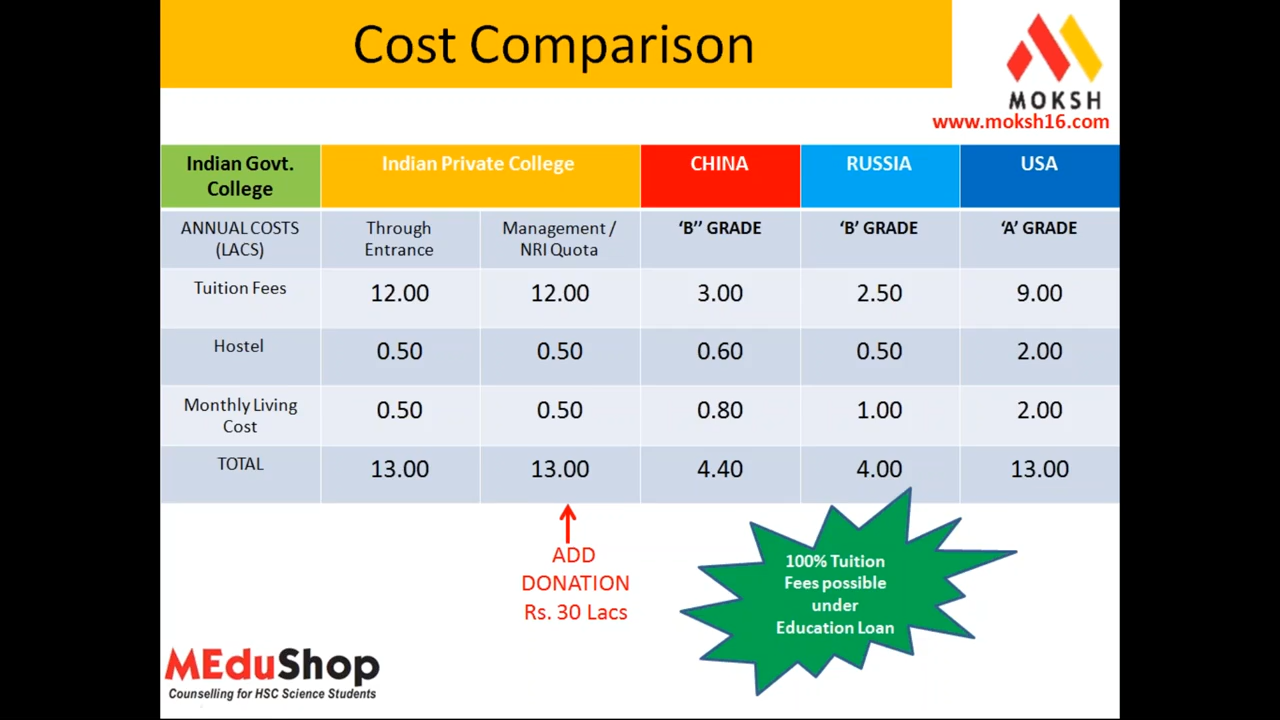 Cost Comparison
MOKSH
www.moksh16.com
Indian Govt.
College
Indian Private College
CHINA
RUSSIA
USA
ANNUAL COSTS
(LACS)
Through
Entrance
Management /
NRI Quota
‘B’’ GRADE
‘B’ GRADE
‘A’ GRADE
Tuition Fees
12.00
12.00
3.00
2.50
9.00
Hostel
0.50
0.50
0.60
0.50
2.00
Monthly Living
Cost
0.50
0.50
0.80
1.00
2.00
TOTAL
13.00
13.00
4.40
4.00
13.00
ADD
DONATION
Rs. 30 Lacs
100% Tuition
Fees possible
under
Education Loan
MEduShop
Counselling for HSC Science Students